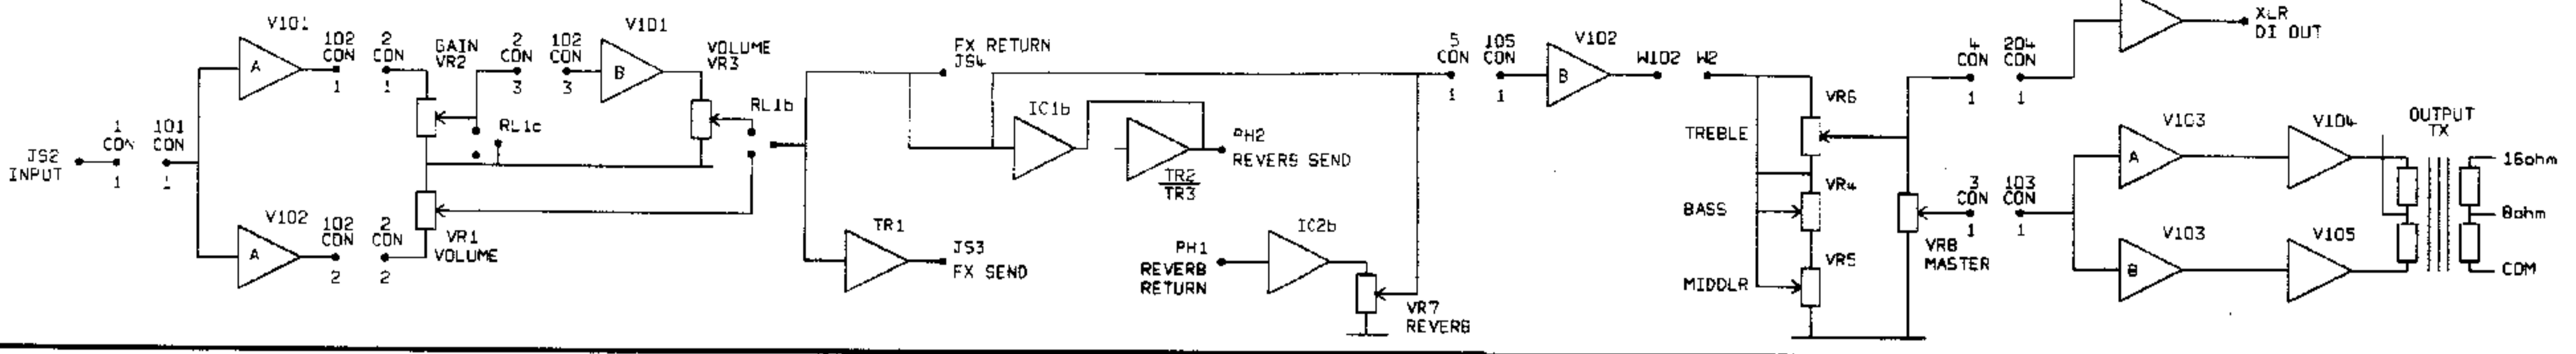 JS2
INPUT
1
CON
1
101
CON
1
V101
A
102
CON
1
2
CON
1
GAIN
VR2
2
CON
3
102
CON
3
V101
B
VOLUME
VR3
RL1c
RL1b
V102
A
102
CON
2
2
CON
2
VR1
VOLUME
FX RETURN
JS4
IC1b
TR2
TR3
PH2
REVERB SEND
TR1
JS3
FX SEND
PH1
REVERB
RETURN
IC2b
VR7
REVERB
5
CON
1
105
CON
1
V102
B
W102
W2
TREBLE
VR6
BASS
VR4
MIDDLR
VR5
4
CON
1
204
CON
1
XLR
DI OUT
3
CON
1
103
CON
1
VR8
MASTER
V103
A
V104
V103
B
V105
OUTPUT
TX
16ohm
8ohm
COM